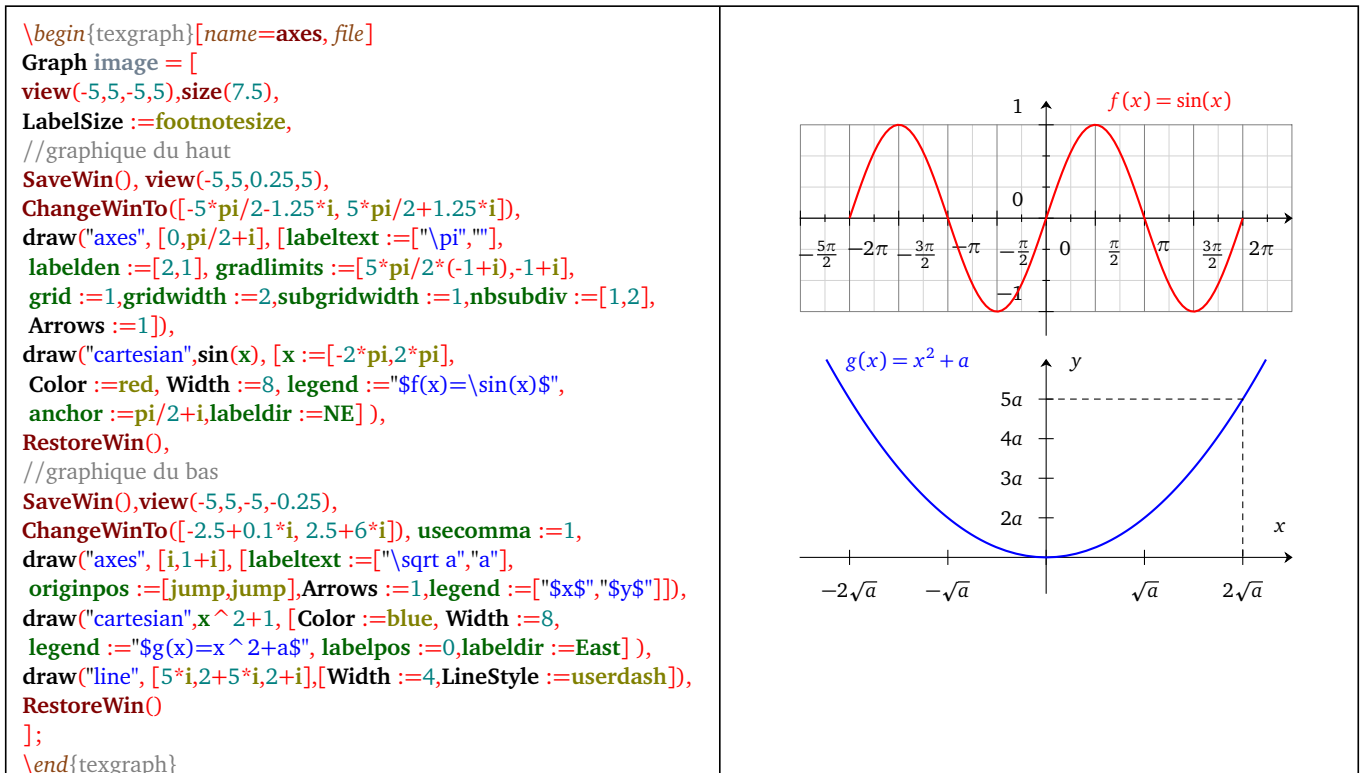 \begin{texgraph}[name=axes, file]
Graph image = [
view(-5,5,-5,5),size(7.5),
LabelSize :=footnotesize,
//graphique du haut
SaveWin(), view(-5,5,0.25,5),
ChangeWinTo([-5*pi/2-1.25*i, 5*pi/2+1.25*i]),
draw("axes", [0,pi/2+i], [labeltext :=["\pi",""],
labelden :=[2,1], gradlimits :=[5*pi/2*(-1+i),-1+i],
grid :=1,gridwidth :=2,subgridwidth :=1,nbsubdiv :=[1,2],
Arrows :=1]),
draw("cartesian",sin(x), [x :=[-2*pi,2*pi],
Color :=red, Width :=8, legend :="$f(x)=\sin(x)$",
anchor :=pi/2+i,labeldir :=NE] ),
RestoreWin(),
//graphique du bas
SaveWin(),view(-5,5,-5,-0.25),
ChangeWinTo([-2.5+0.1*i, 2.5+6*i]), usecomma :=1,
draw("axes", [i,1+i], [labeltext :=["\sqrt a","a"],
originpos :=[jump,jump],Arrows :=1,legend :=["$x$","$y$"]]),
draw("cartesian",x^2+1, [Color :=blue, Width :=8,
legend :="$g(x)=x^2+a$", labelpos :=0,labeldir :=East] ),
draw("line", [5*i,2+5*i,2+i],[Width :=4,LineStyle :=userdash]),
RestoreWin()
];
\end{texgraph}
1 f(x) = sin(x)
0
−5π/2 −2π −3π/2 −π −π/2 0 π/2 π 3π/2 2π
−1
g(x) = x² + a y
5a
4a
3a
2a
x
−2√a −√a √a 2√a